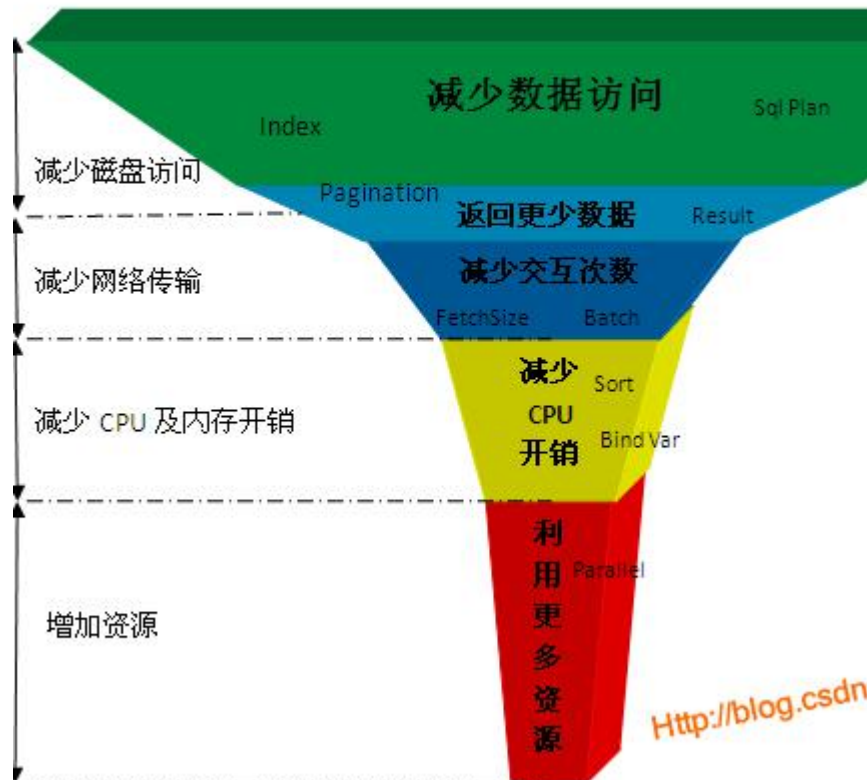 减少数据访问
Sql Plan
Index
减少磁盘访问
Pagination
返回更少数据
Result
减少网络传输
减少交互次数
FetchSize
Batch
减少
Sort
减少 CPU 及内存开销
CPU
开销
Bind Var
利
用
Parallel
更
多
资
源
增加资源
Http://blog.csdn